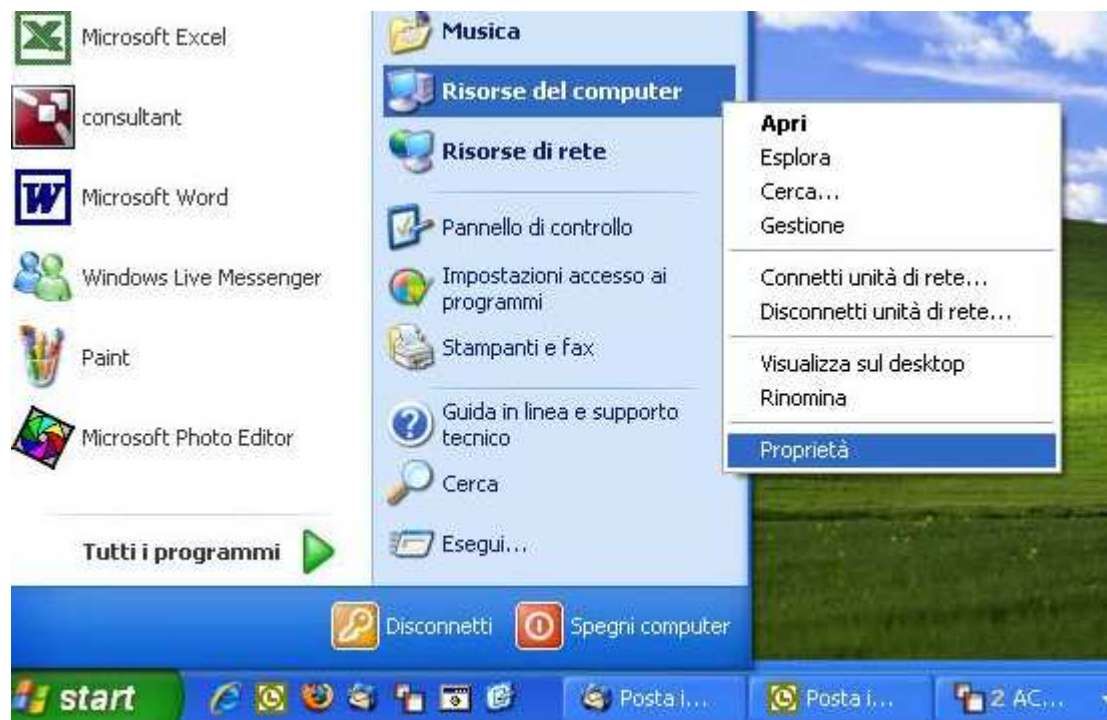 Microsoft Excel
consultant
Microsoft Word
Windows Live Messenger
Paint
Microsoft Photo Editor
Tutti i programmi
Musica
Risorse del computer
Risorse di rete
Pannello di controllo
Impostazioni accesso ai
programmi
Stampanti e fax
Guida in linea e supporto
tecnico
Cerca
Esegui...
Apri
Esplora
Cerca...
Gestione
Connetti unità di rete...
Disconnetti unità di rete...
Visualizza sul desktop
Rinomina
Proprietà
Disconnetti
Spegni computer
start
Posta i...
Posta i...
2 AC...